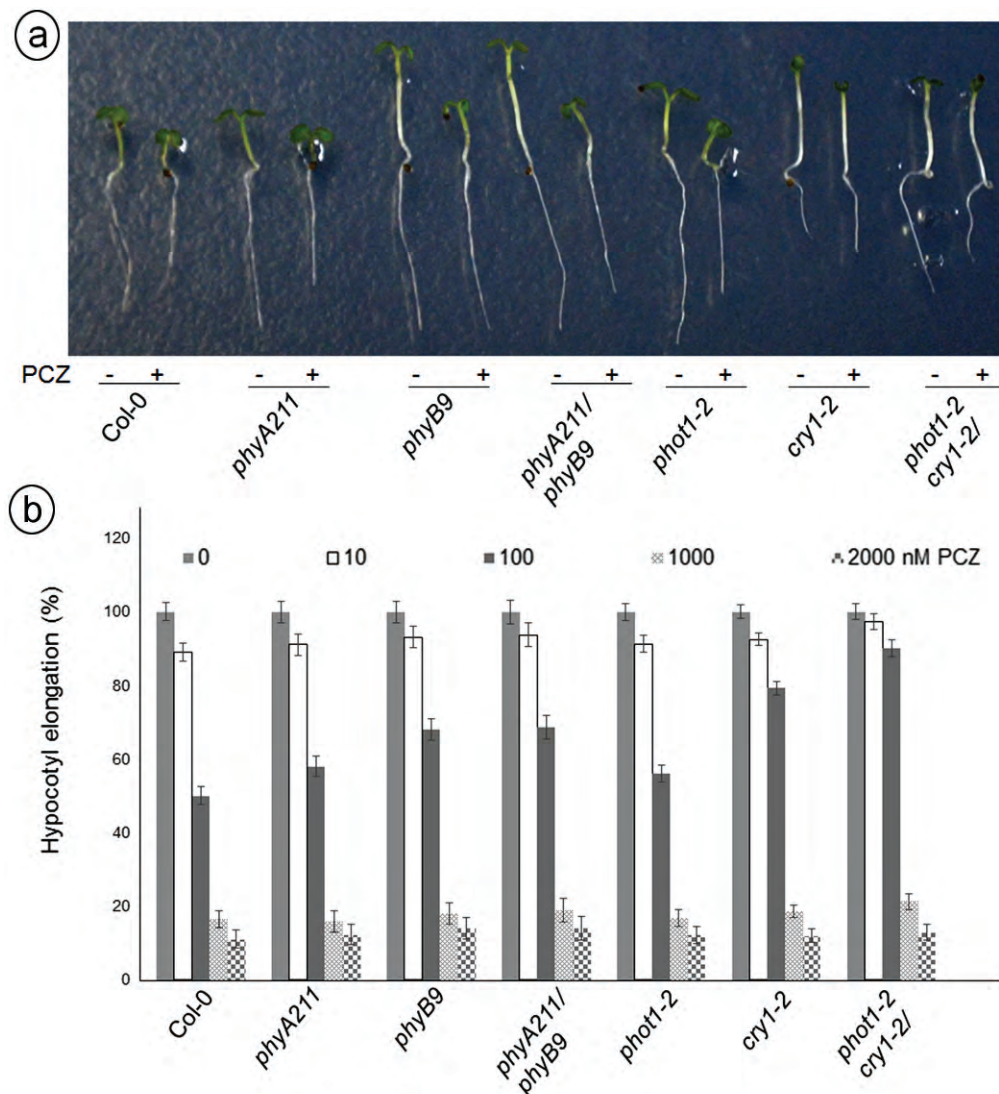 a
PCZ - + - + - + - + - + - + - +
Col-0
phyA211
phyB9
phyA211/
phyB9
phot1-2
cry1-2
phot1-2
cry1-2/
b
Hypocotyl elongation (%)
120
100
80
60
40
20
0
0 10 100 1000 2000 nM PCZ
Col-0
phyA211
phyB9
phyA211/
phyB9
phot1-2
cry1-2
phot1-2
cry1-2/